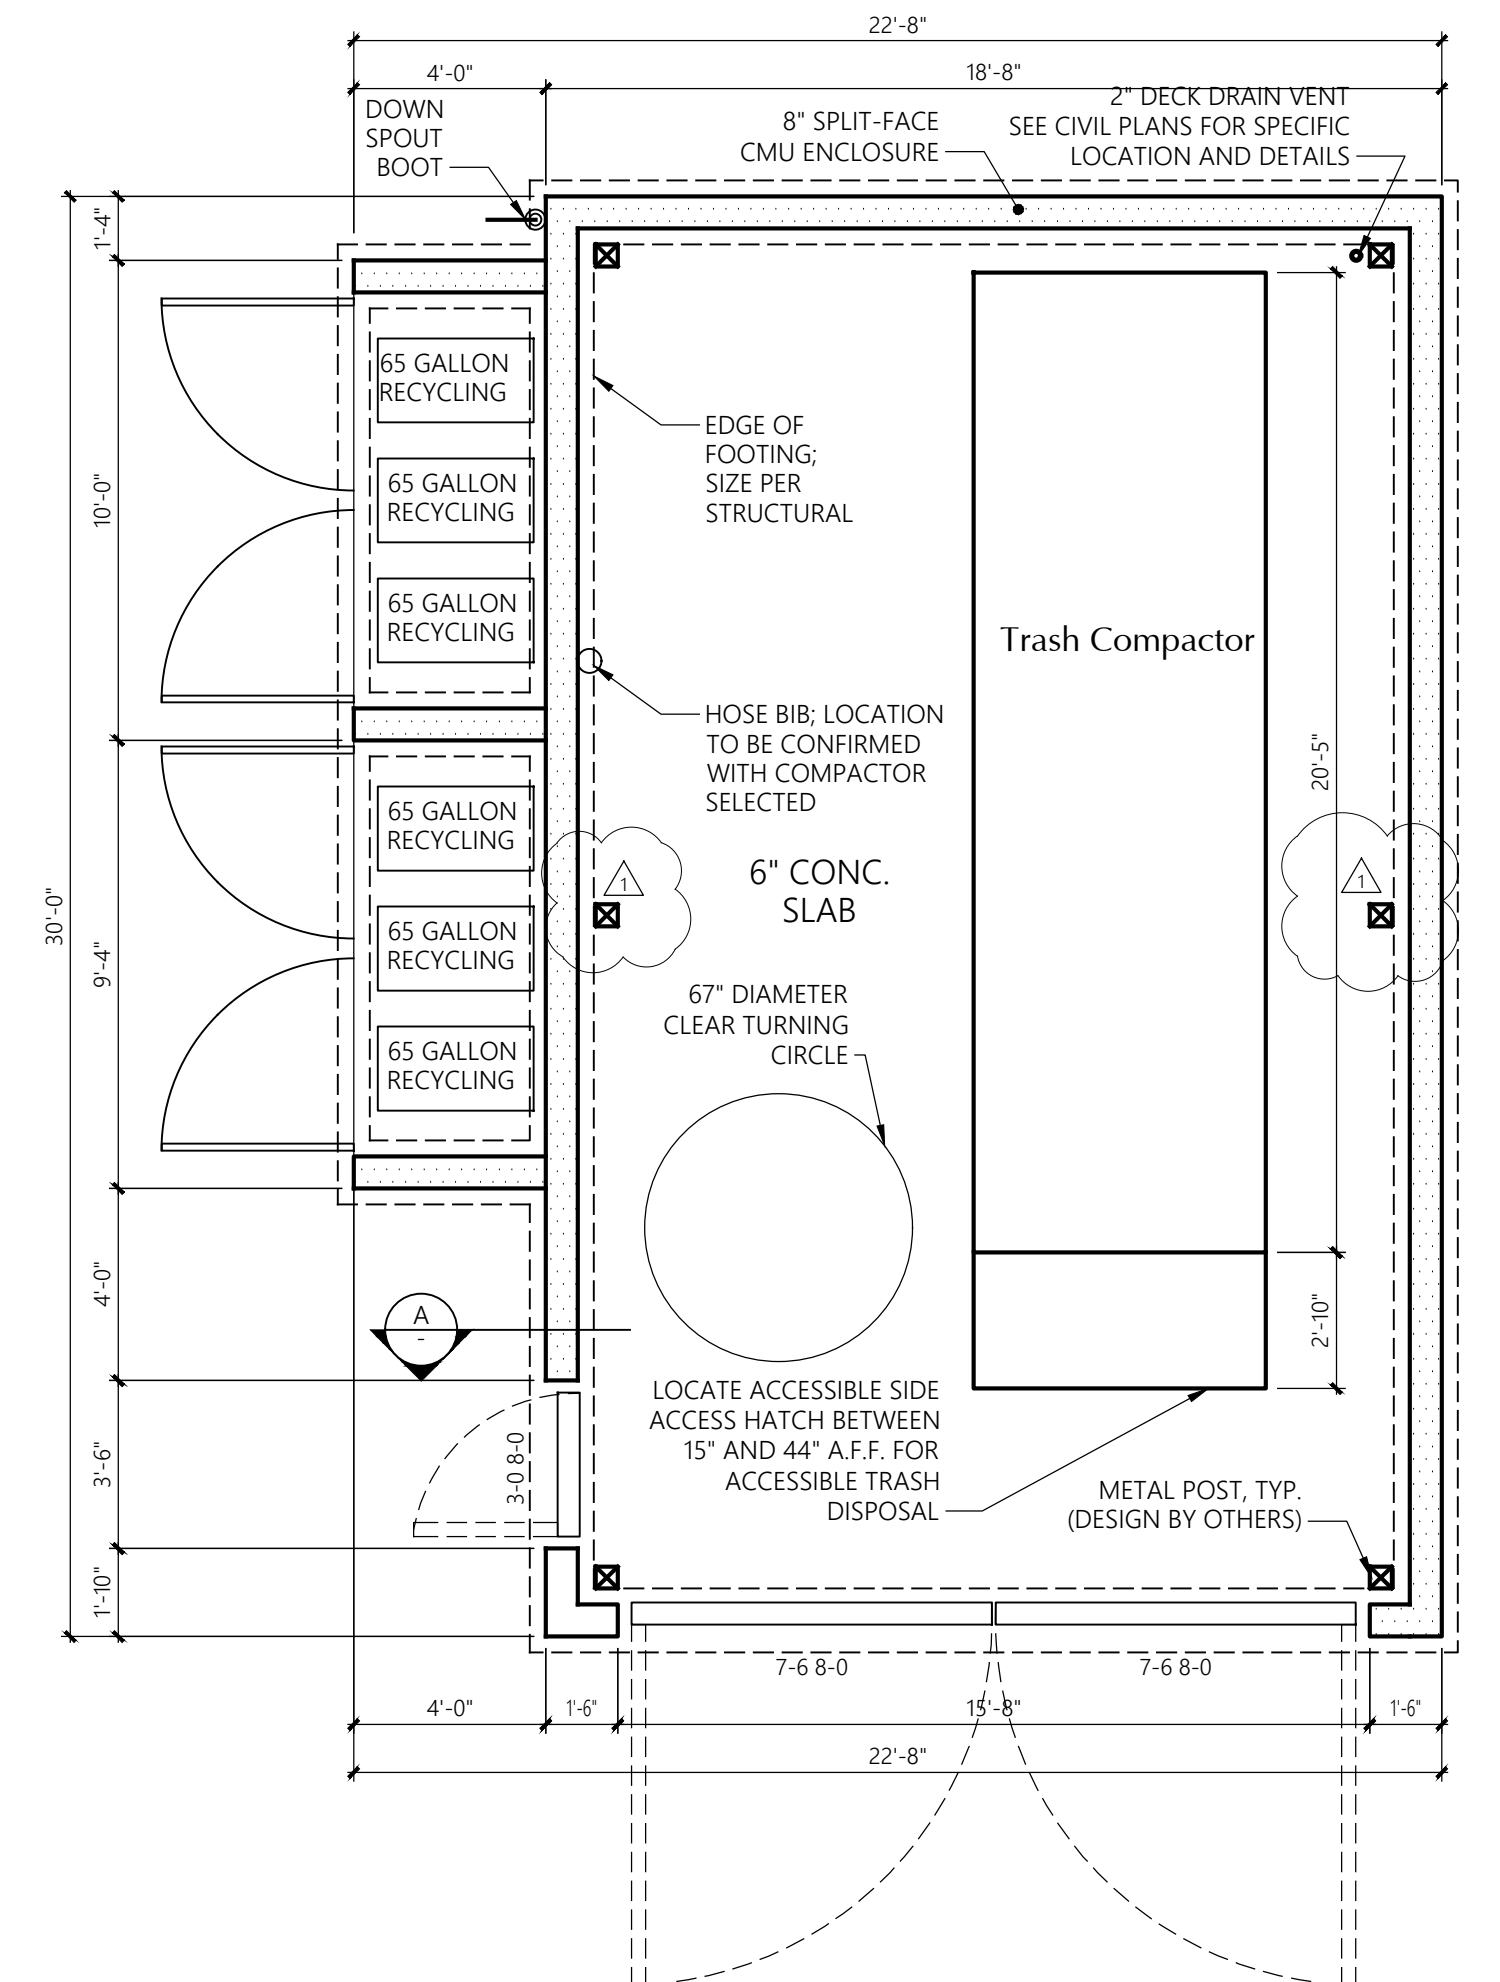 22'-8"
4'-0"
18'-8"
DOWN
SPOUT
BOOT
8" SPLIT-FACE
CMU ENCLOSURE
2" DECK DRAIN VENT
SEE CIVIL PLANS FOR SPECIFIC
LOCATION AND DETAILS
1'-4"
65 GALLON
RECYCLING
EDGE OF
FOOTING;
SIZE PER
STRUCTURAL
10'-0"
65 GALLON
RECYCLING
65 GALLON
RECYCLING
Trash Compactor
HOSE BIB; LOCATION
TO BE CONFIRMED
WITH COMPACTOR
SELECTED
20'-5"
65 GALLON
RECYCLING
1
6" CONC.
SLAB
1
30'-0"
9'-4"
65 GALLON
RECYCLING
67" DIAMETER
CLEAR TURNING
CIRCLE
65 GALLON
RECYCLING
4'-0"
A
-
2'-10"
LOCATE ACCESSIBLE SIDE
ACCESS HATCH BETWEEN
15" AND 44" A.F.F. FOR
ACCESSIBLE TRASH
DISPOSAL
3'-6"
3-0 8-0
METAL POST, TYP.
(DESIGN BY OTHERS)
1'-10"
7-6 8-0
7-6 8-0
4'-0"
1'-6"
15'-8"
1'-6"
22'-8"